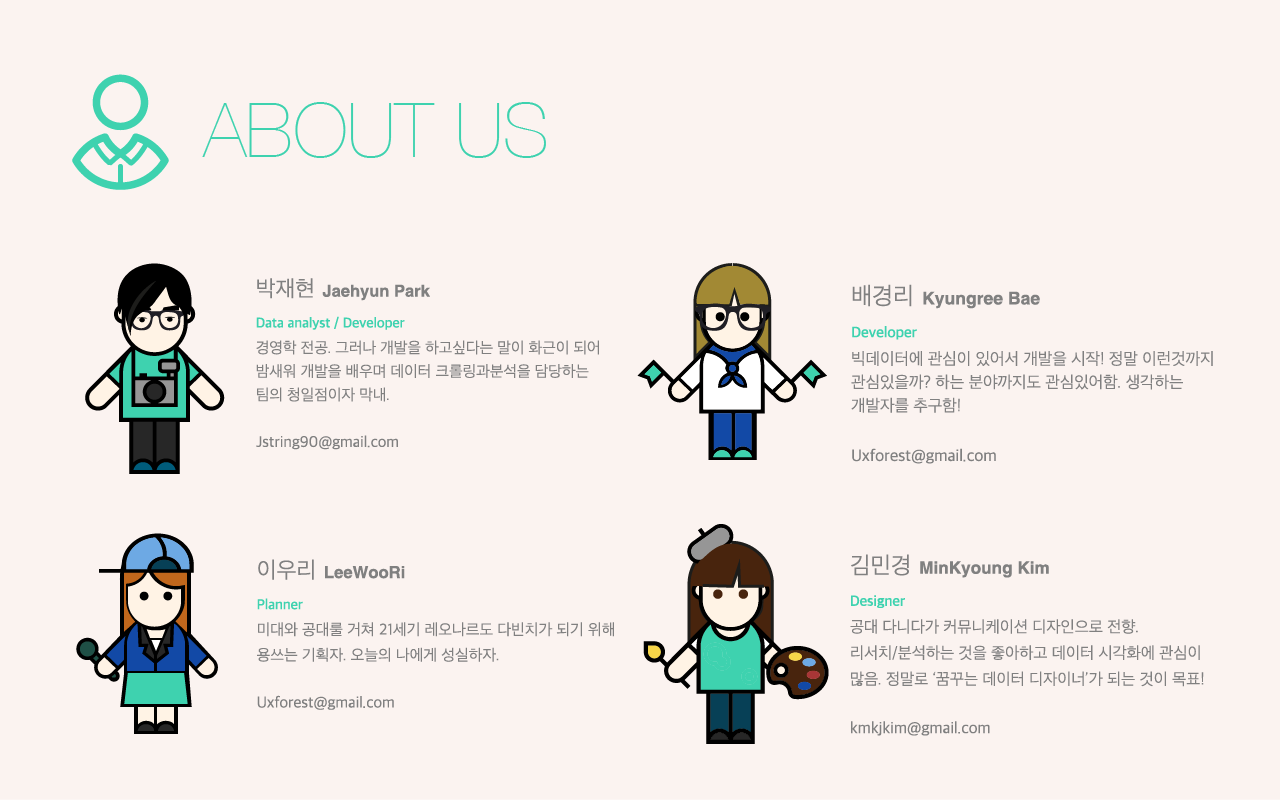 ABOUT US
박재현 Jaehyun Park
Data analyst / Developer
경영학 전공. 그러나 개발을 하고싶다는 말이 화근이 되어
밤새워 개발을 배우며 데이터 크롤링과분석을 담당하는
팀의 청일점이자 막내.
Jstring90@gmail.com
배경리 Kyungree Bae
Developer
빅데이터에 관심이 있어서 개발을 시작! 정말 이런것까지
관심있을까? 하는 분야까지도 관심있어함. 생각하는
개발자를 추구함!
Uxforest@gmail.com
이우리 LeeWooRi
Planner
미대와 공대룰 거쳐 21세기 레오나르도 다빈치가 되기 위해
용쓰는 기획자. 오늘의 나에게 성실하자.
Uxforest@gmail.com
김민경 MinKyoung Kim
Designer
공대 다니다가 커뮤니케이션 디자인으로 전향.
리서치/분석하는 것을 좋아하고 데이터 시각화에 관심이
많음. 정말로 ‘꿈꾸는 데이터 디자이너’가 되는 것이 목표!
kmkjkim@gmail.com